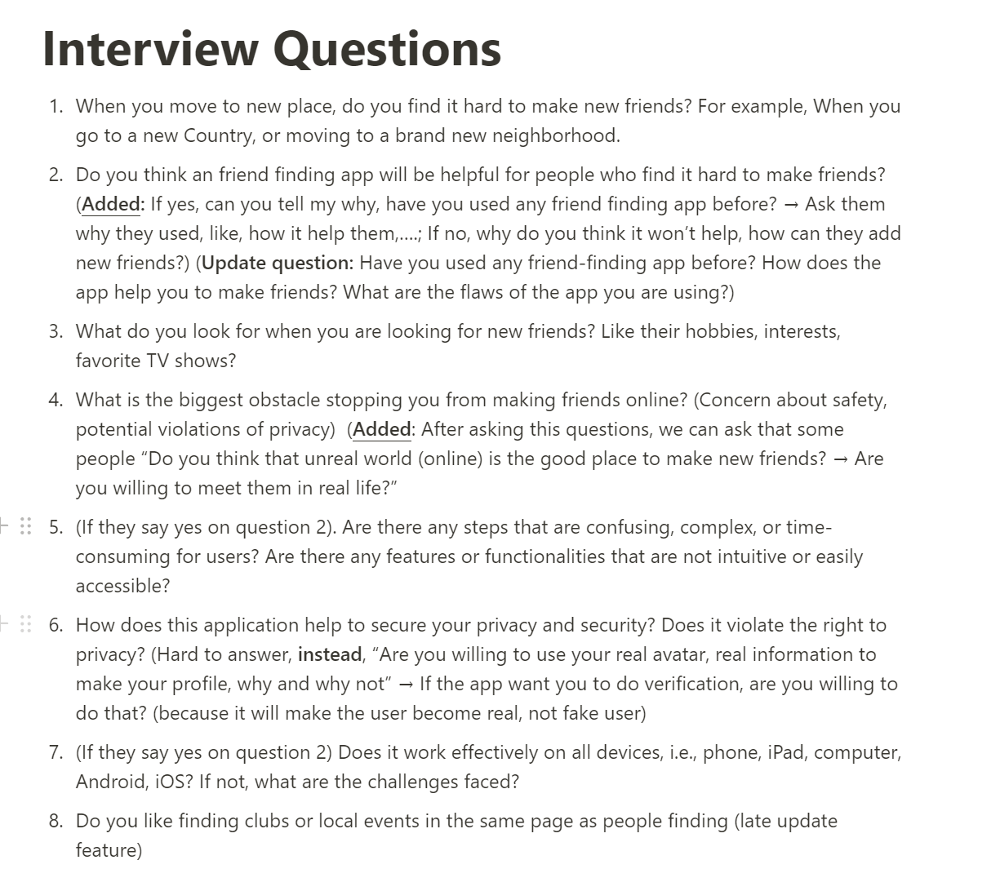 Interview Questions
1. When you move to new place, do you find it hard to make new friends? For example, When you
go to a new Country, or moving to a brand new neighborhood.
2. Do you think an friend finding app will be helpful for people who find it hard to make friends?
(Added: If yes, can you tell my why, have you used any friend finding app before? → Ask them
why they used, like, how it help them,....; If no, why do you think it won’t help, how can they add
new friends?) (Update question: Have you used any friend-finding app before? How does the
app help you to make friends? What are the flaws of the app you are using?)
3. What do you look for when you are looking for new friends? Like their hobbies, interests,
favorite TV shows?
4. What is the biggest obstacle stopping you from making friends online? (Concern about safety,
potential violations of privacy)  (Added: After asking this questions, we can ask that some
people “Do you think that unreal world (online) is the good place to make new friends? → Are
you willing to meet them in real life?”
5. (If they say yes on question 2). Are there any steps that are confusing, complex, or time-
consuming for users? Are there any features or functionalities that are not intuitive or easily
accessible?
6. How does this application help to secure your privacy and security? Does it violate the right to
privacy? (Hard to answer, instead, “Are you willing to use your real avatar, real information to
make your profile, why and why not” → If the app want you to do verification, are you willing to
do that? (because it will make the user become real, not fake user)
7. (If they say yes on question 2) Does it work effectively on all devices, i.e., phone, iPad, computer,
Android, iOS? If not, what are the challenges faced?
8. Do you like finding clubs or local events in the same page as people finding (late update
feature)